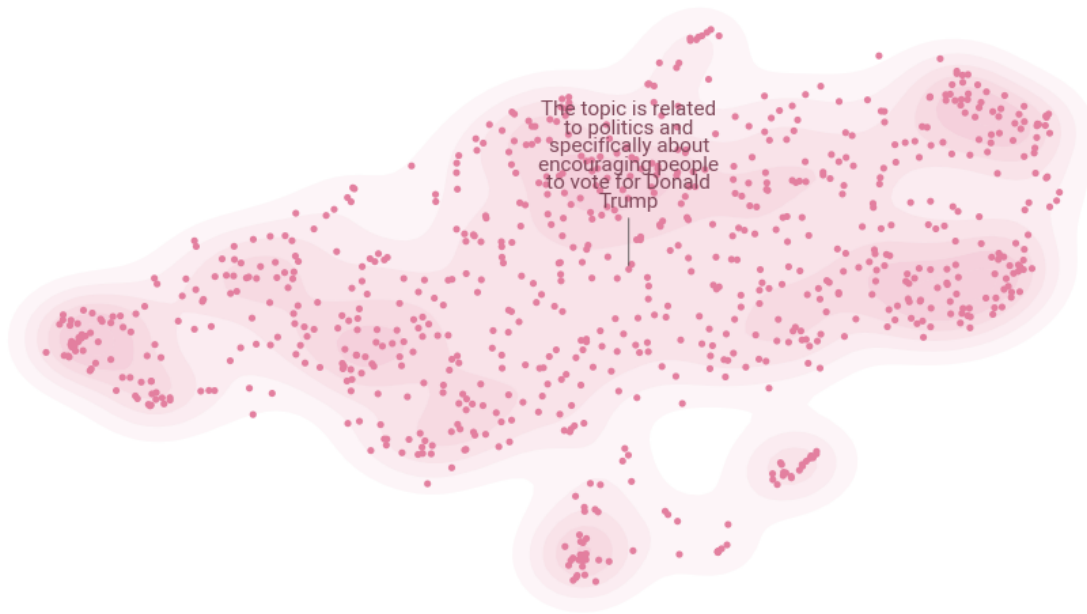 The topic is related
to politics and
specifically about
encouraging people
to vote for Donald
Trump